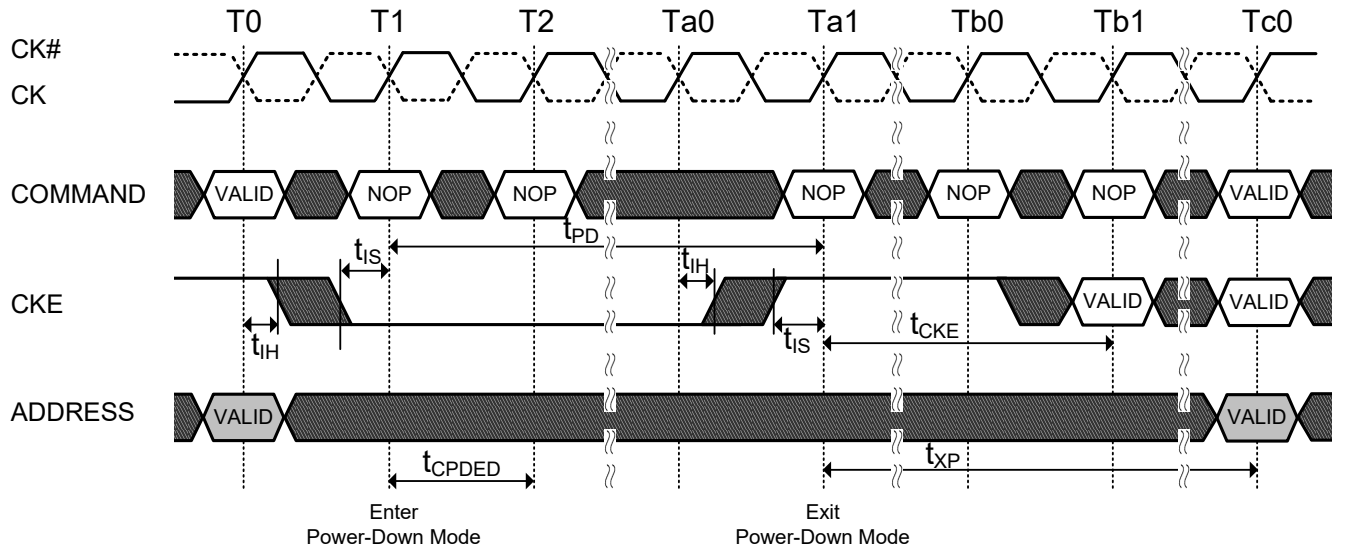 T0 T1 T2 Ta0 Ta1 Tb0 Tb1 Tc0
CK#
CK
COMMAND VALID NOP NOP NOP NOP NOP VALID
tPD
tIS tIH
CKE VALID VALID
tIH tIS tCKE
ADDRESS VALID VALID
tCPDED tXP
Enter Exit
Power-Down Mode Power-Down Mode